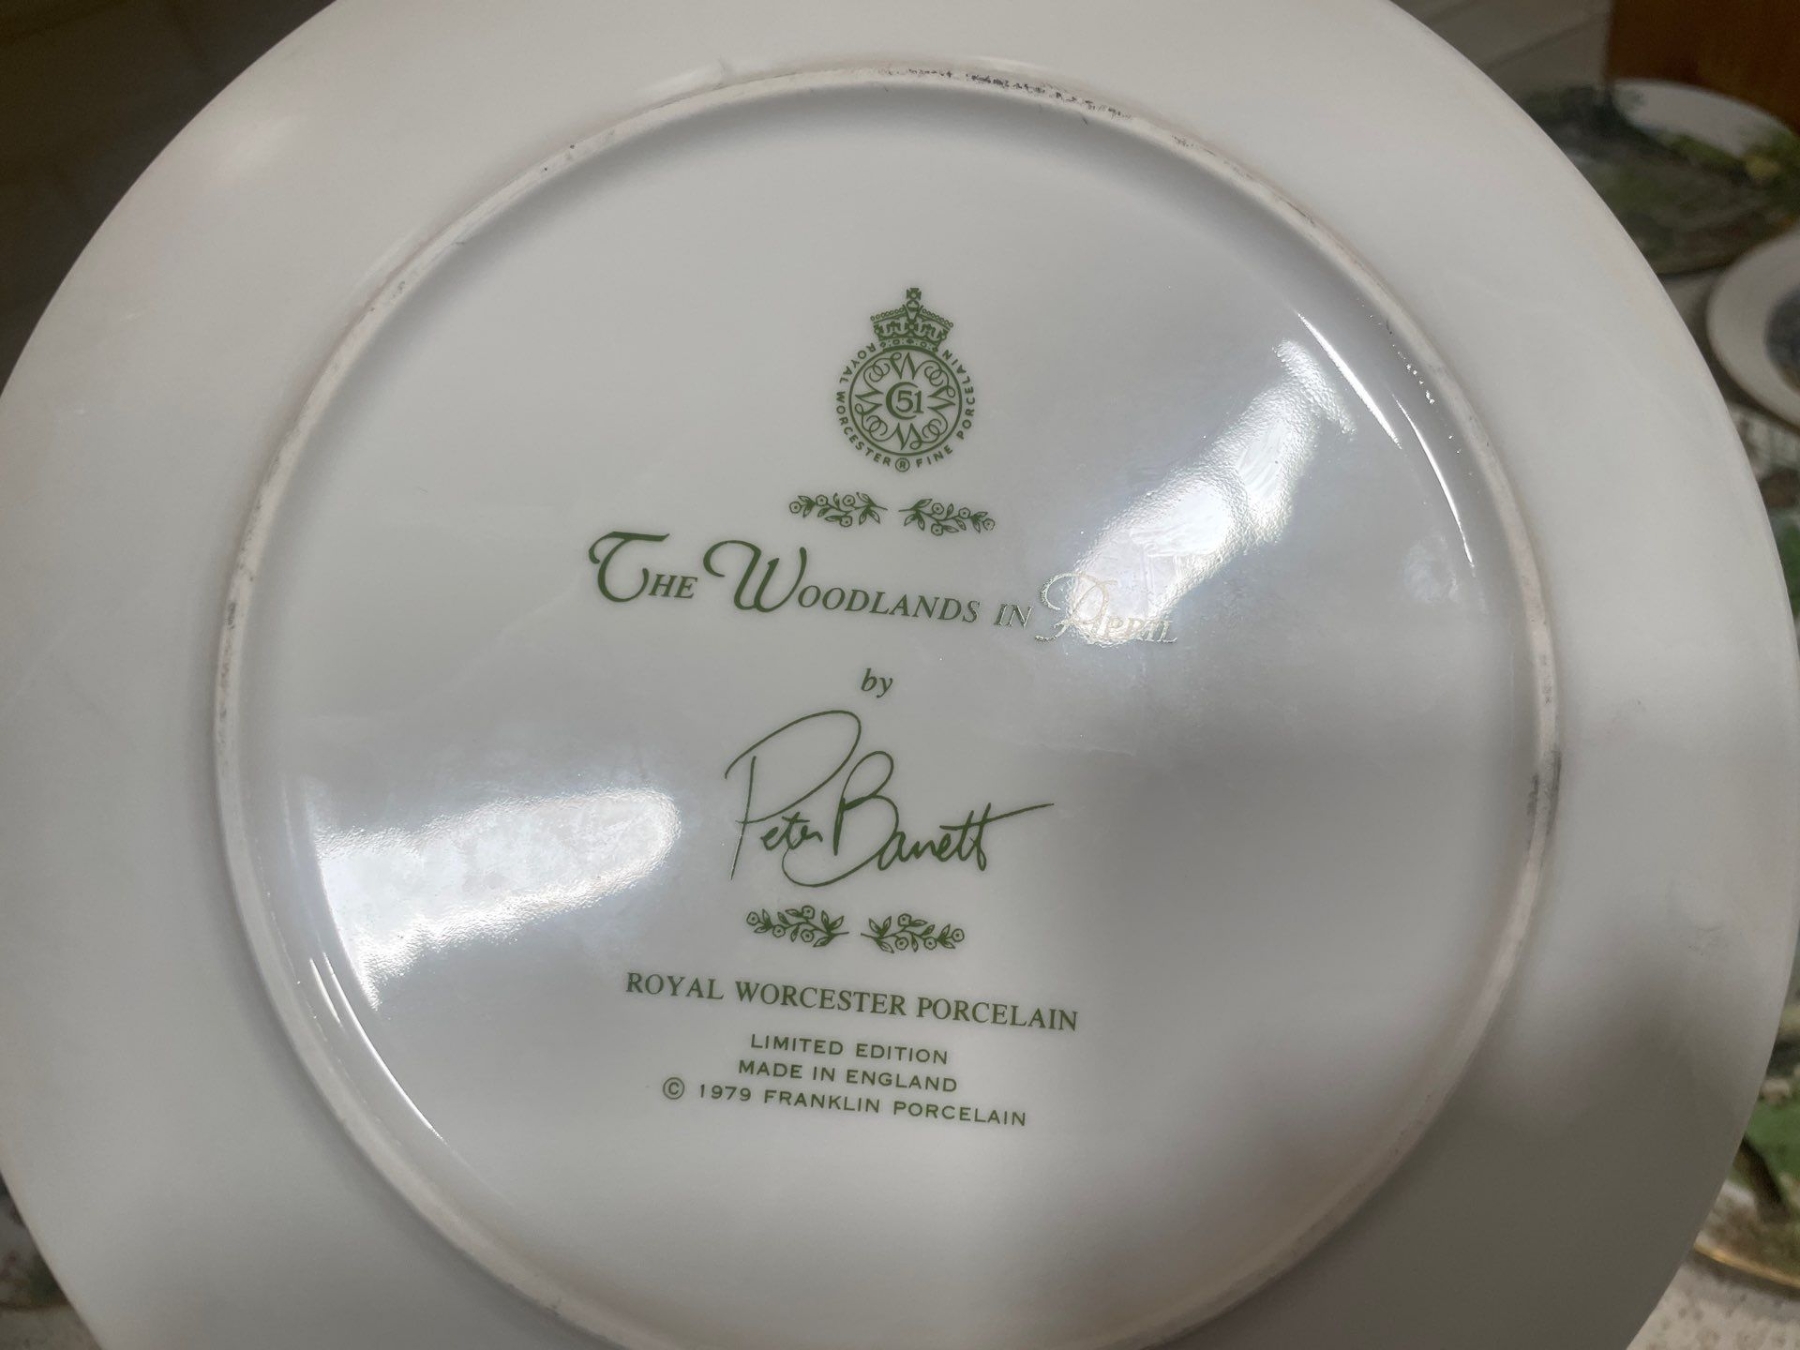 ROYAL WORCESTER ® FINE PORCELAIN
C51
THE WOODLANDS IN APRIL
by
Peter Barrett
ROYAL WORCESTER PORCELAIN
LIMITED EDITION
MADE IN ENGLAND
© 1979 FRANKLIN PORCELAIN